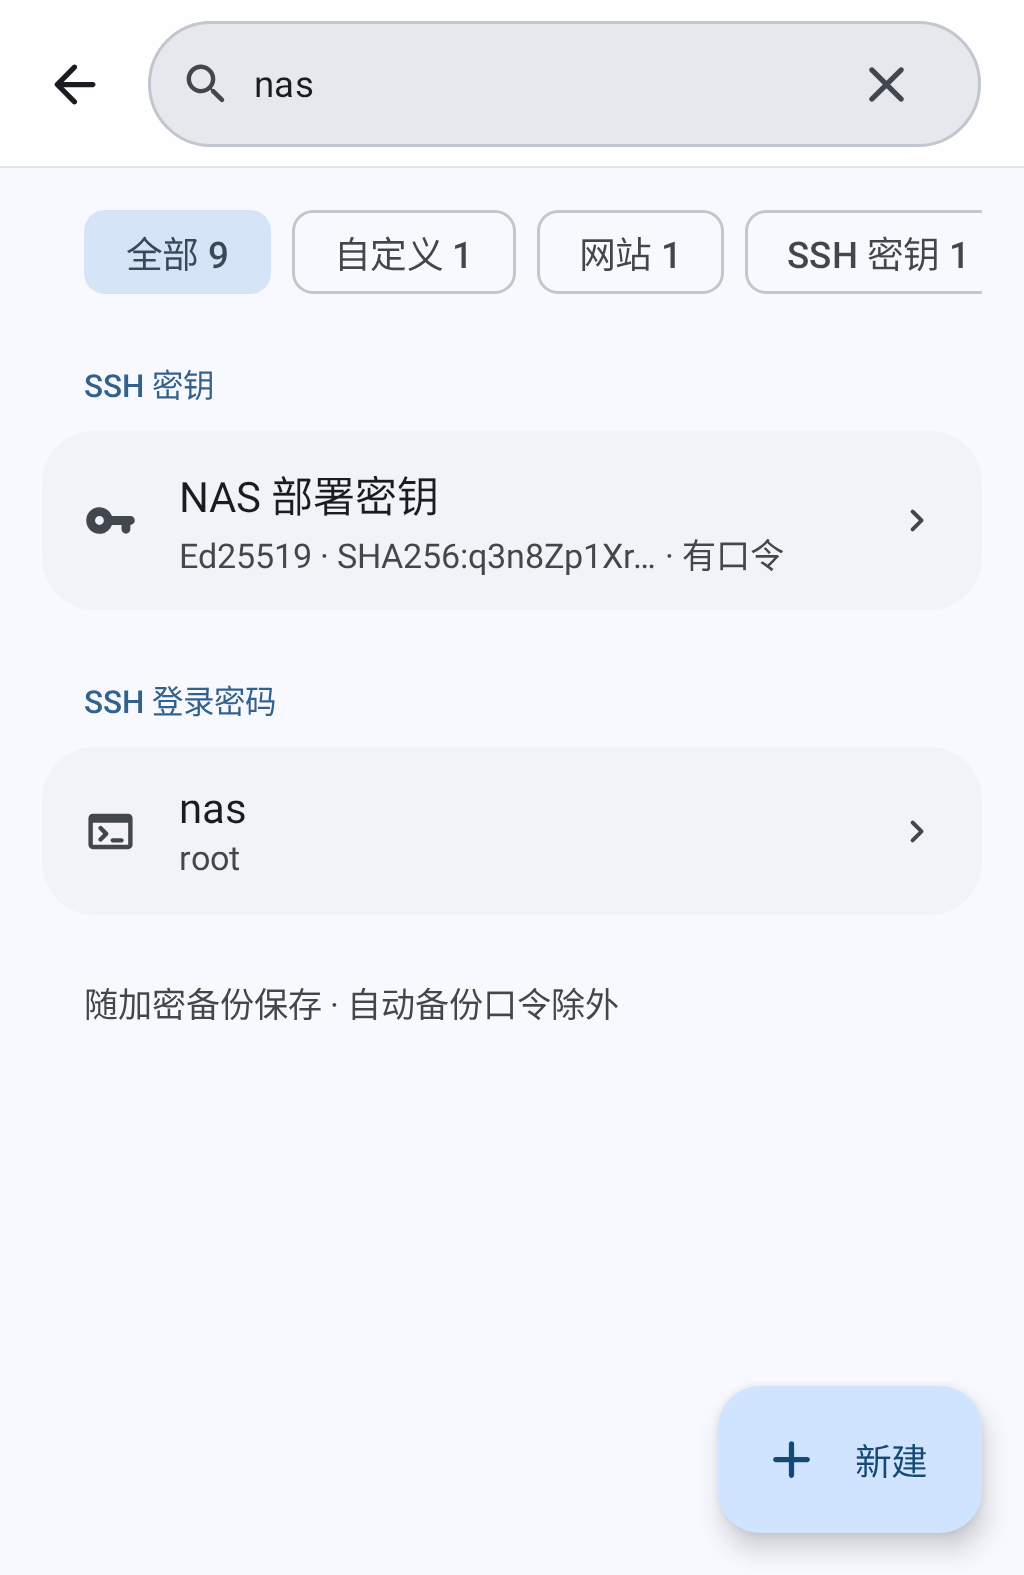 nas
全部 9
自定义 1
网站 1
SSH 密钥 1
SSH 密钥
NAS 部署密钥
Ed25519 · SHA256:q3n8Zp1Xr… · 有口令
SSH 登录密码
nas
root
随加密备份保存 · 自动备份口令除外
新建